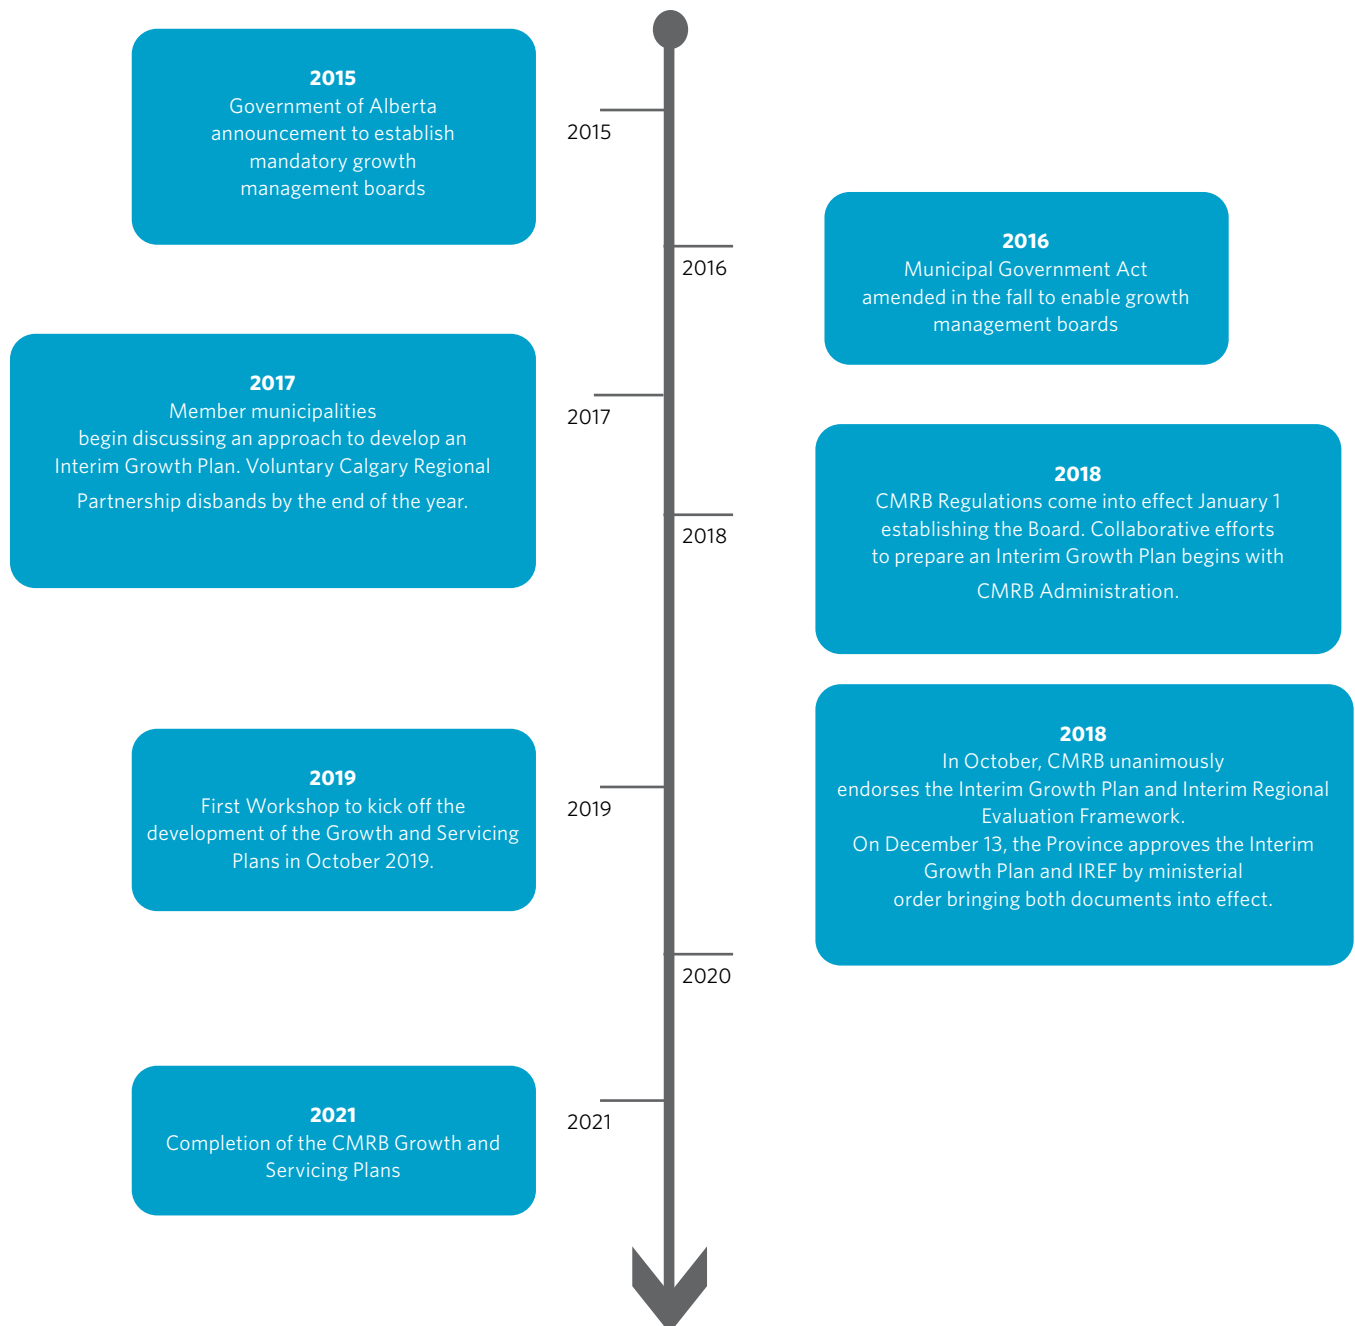 2015
Government of Alberta
announcement to establish
mandatory growth
management boards
2015
2016
Municipal Government Act
amended in the fall to enable growth
management boards
2016
2017
Member municipalities
begin discussing an approach to develop an
Interim Growth Plan. Voluntary Calgary Regional
Partnership disbands by the end of the year.
2017
2018
CMRB Regulations come into effect January 1
establishing the Board. Collaborative efforts
to prepare an Interim Growth Plan begins with
CMRB Administration.
2018
2018
In October, CMRB unanimously
endorses the Interim Growth Plan and Interim Regional
Evaluation Framework.
On December 13, the Province approves the Interim
Growth Plan and IREF by ministerial
order bringing both documents into effect.
2019
First Workshop to kick off the
development of the Growth and Servicing
Plans in October 2019.
2019
2020
2021
Completion of the CMRB Growth and
Servicing Plans
2021